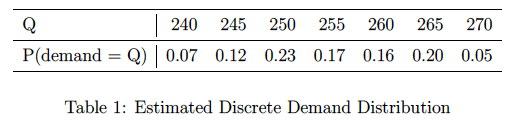 Q 240 245 250 255 260 265 270
P(demand = Q) 0.07 0.12 0.23 0.17 0.16 0.20 0.05
Table 1: Estimated Discrete Demand Distribution